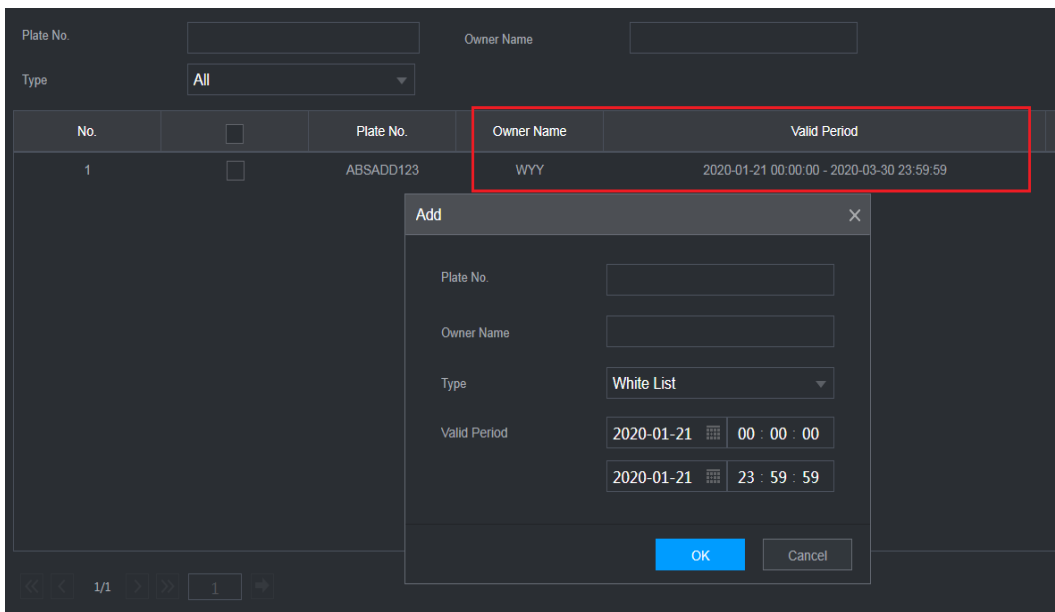 Plate No. Owner Name
Type All
No. Plate No. Owner Name Valid Period
1 ABSADD123 WYY 2020-01-21 00:00:00 - 2020-03-30 23:59:59
Add
Plate No.
Owner Name
Type White List
Valid Period 2020-01-21 00 : 00 : 00
2020-01-21 23 : 59 : 59
OK Cancel
1/1 1